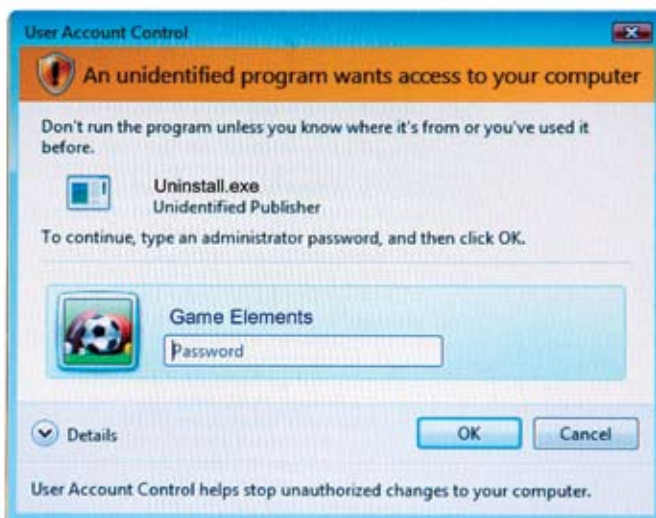 User Account Control
An unidentified program wants access to your computer
Don't run the program unless you know where it's from or you've used it
before.
Uninstall.exe
Unidentified Publisher
To continue, type an administrator password, and then click OK.
Game Elements
Password
Details
OK
Cancel
User Account Control helps stop unauthorized changes to your computer.